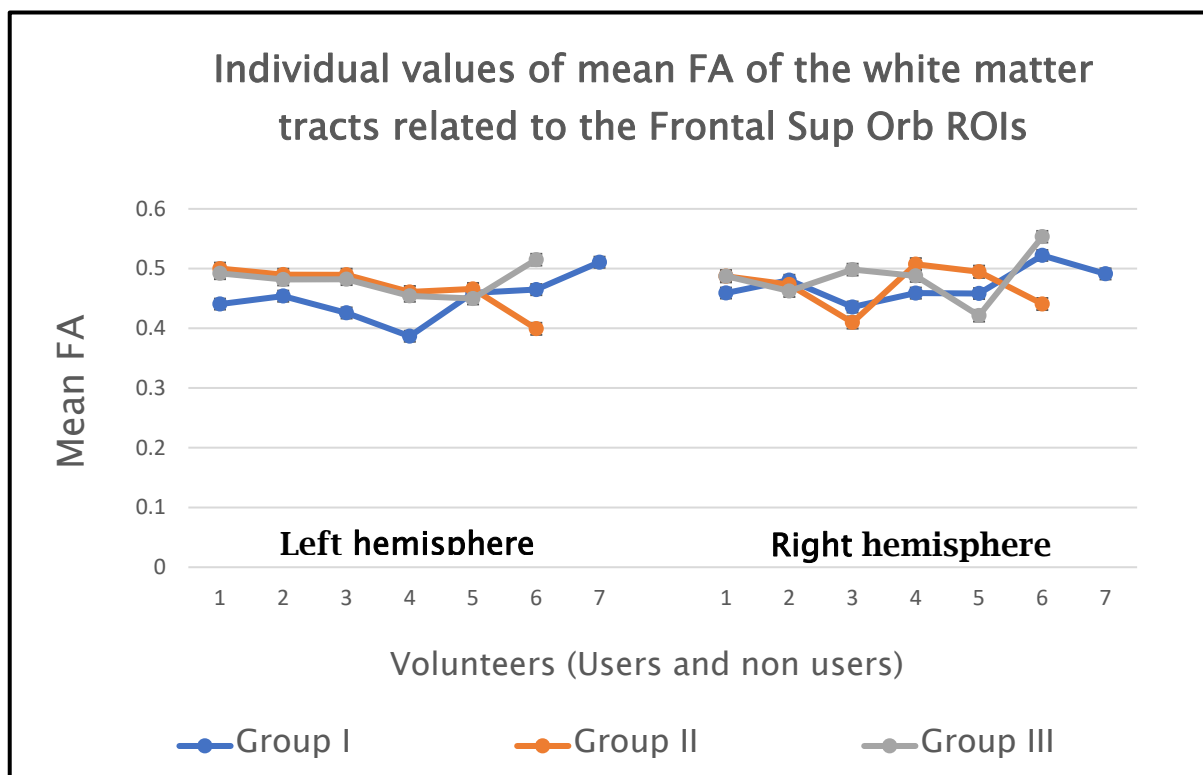 Individual values of mean FA of the white matter
tracts related to the Frontal Sup Orb ROIs
Mean FA
0.6
0.5
0.4
0.3
0.2
0.1
0
Left hemisphere
Right hemisphere
1 2 3 4 5 6 7 1 2 3 4 5 6 7
Volunteers (Users and non users)
Group I Group II Group III